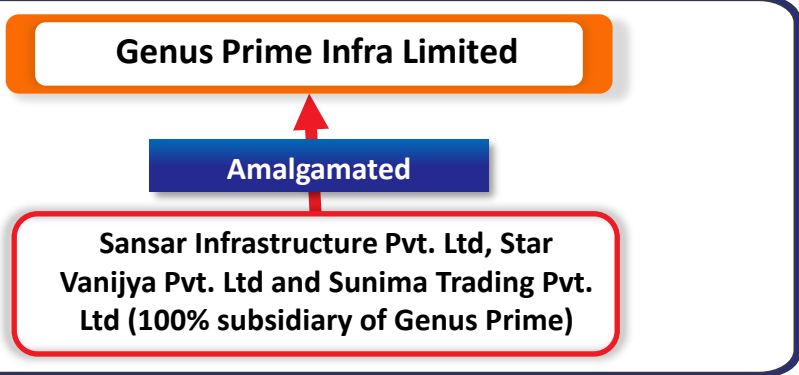 Genus Prime Infra Limited
Amalgamated
Sansar Infrastructure Pvt. Ltd, Star
Vanijya Pvt. Ltd and Sunima Trading Pvt.
Ltd (100% subsidiary of Genus Prime)